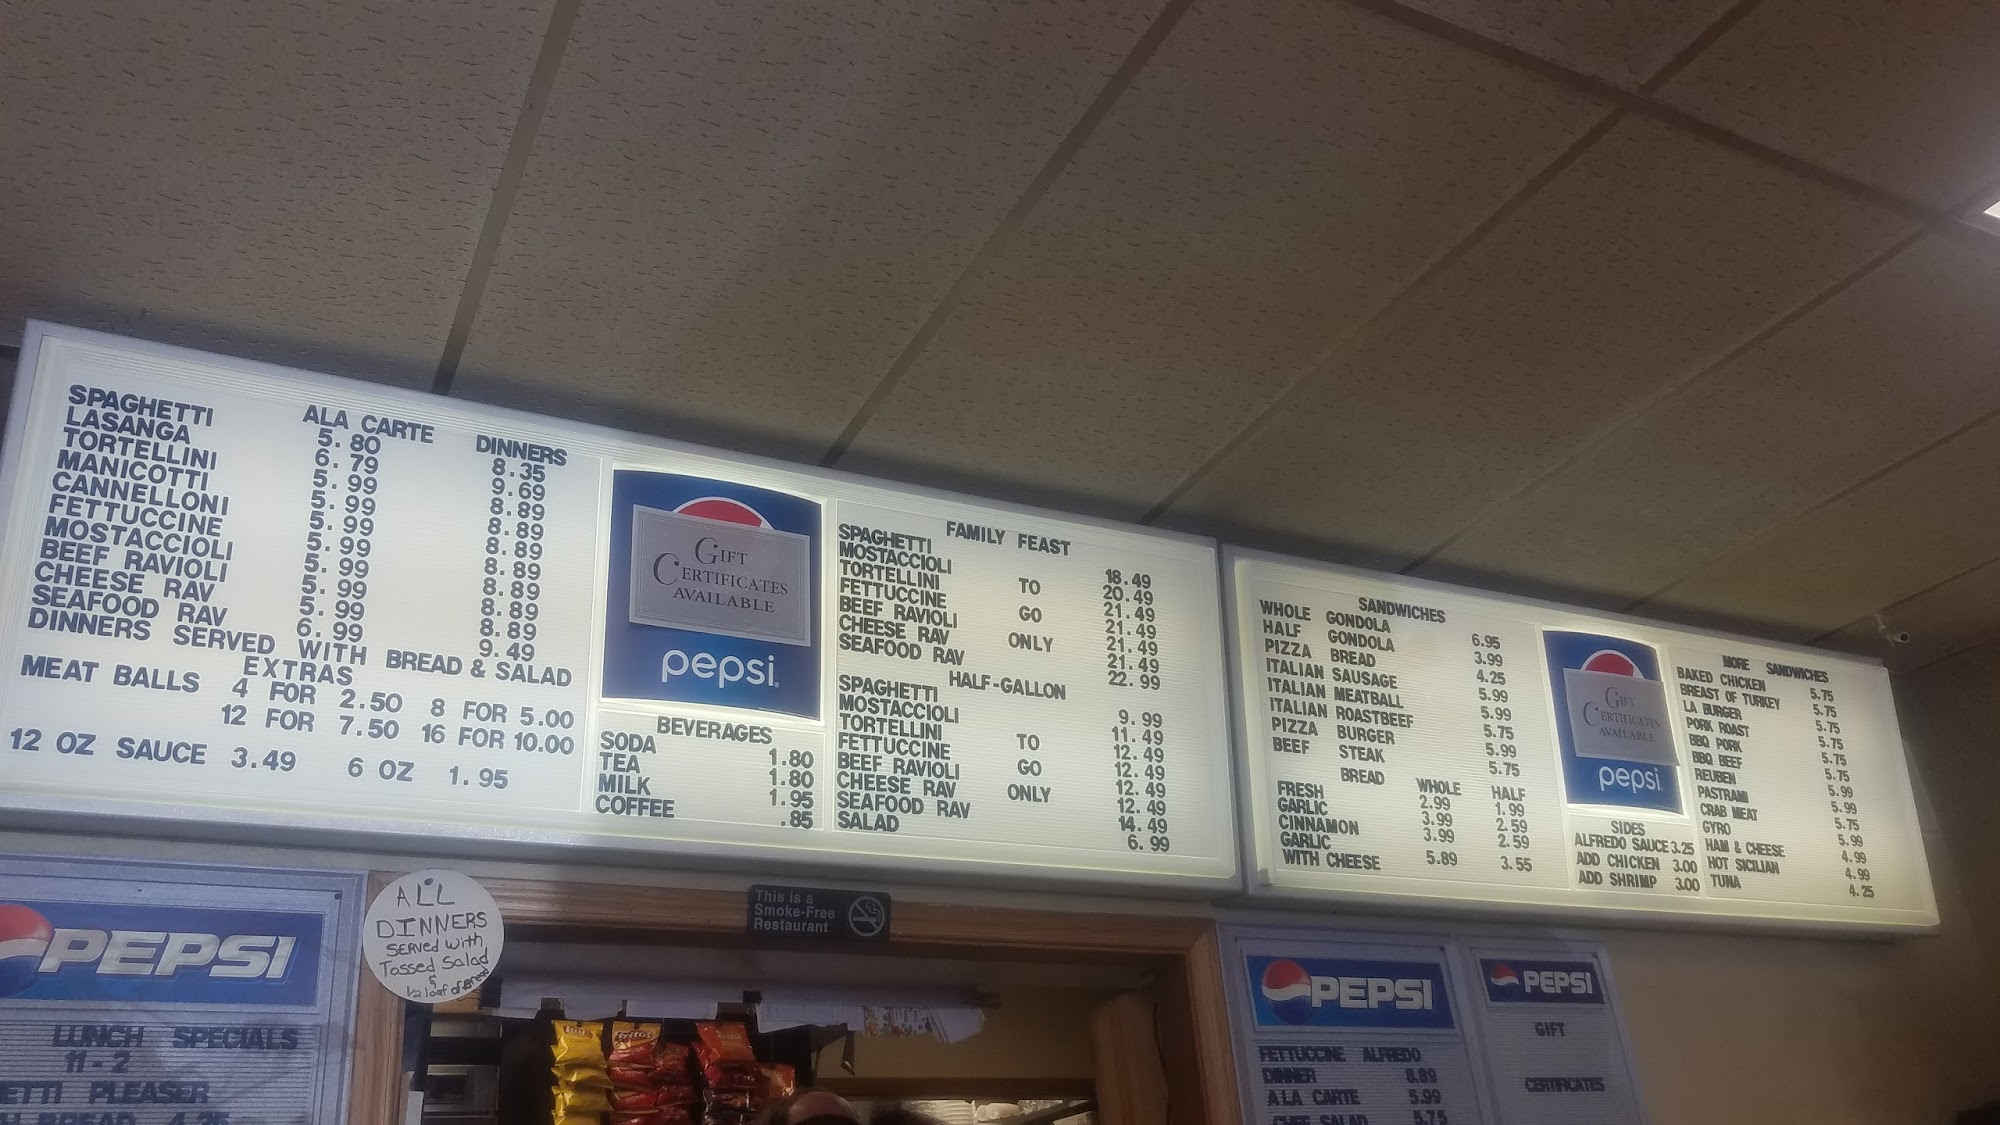 ALA CARTE DINNERS
SPAGHETTI 5.80 8.35
LASANGA 6.79 9.69
TORTELLINI 5.99 8.89
MANICOTTI 5.99 8.89
CANNELLONI 5.99 8.89
FETTUCCINE 5.99 8.89
MOSTACCIOLI 5.99 8.89
BEEF RAVIOLI 5.99 8.89
CHEESE RAV 5.99 8.89
SEAFOOD RAV 6.99 9.49
DINNERS SERVED WITH BREAD & SALAD
EXTRAS
MEAT BALLS 4 FOR 2.50 8 FOR 5.00
12 FOR 7.50 16 FOR 10.00
12 OZ SAUCE 3.49 6 OZ 1.95
GIFT
CERTIFICATES
AVAILABLE
pepsi
BEVERAGES
SODA 1.80
TEA 1.80
MILK 1.95
COFFEE .85
FAMILY FEAST
SPAGHETTI 18.49
MOSTACCIOLI 20.49
TORTELLINI TO 21.49
FETTUCCINE GO 21.49
BEEF RAVIOLI ONLY 21.49
CHEESE RAV 21.49
SEAFOOD RAV 22.99
HALF-GALLON
SPAGHETTI 9.99
MOSTACCIOLI 11.49
TORTELLINI TO 12.49
FETTUCCINE GO 12.49
BEEF RAVIOLI ONLY 12.49
CHEESE RAV 12.49
SEAFOOD RAV 14.49
SALAD 6.99
SANDWICHES
WHOLE GONDOLA 6.95
HALF GONDOLA 3.99
PIZZA BREAD 4.25
ITALIAN SAUSAGE 5.99
ITALIAN MEATBALL 5.99
ITALIAN ROASTBEEF 5.75
PIZZA BURGER 5.99
BEEF STEAK 5.75
BREAD WHOLE HALF
FRESH 2.99 1.99
GARLIC 3.99 2.59
CINNAMON 3.99 2.59
GARLIC
WITH CHEESE 5.89 3.55
GIFT
CERTIFICATES
AVAILABLE
pepsi
SIDES
ALFREDO SAUCE 3.25
ADD CHICKEN 3.00
ADD SHRIMP 3.00
MORE SANDWICHES
BAKED CHICKEN 5.75
BREAST OF TURKEY 5.75
LA BURGER 5.75
PORK ROAST 5.75
BBQ PORK 5.75
BBQ BEEF 5.99
REUBEN 5.99
PASTRAMI 5.75
CRAB MEAT 5.99
GYRO 4.99
HAM & CHEESE 4.99
HOT SICILIAN 4.25
TUNA
ALL
DINNERS
SERVED with
Tossed Salad
&
1/2 loaf of Bread
This is a
Smoke-Free
Restaurant
PEPSI
LUNCH SPECIALS
11-2
ETTI PLEASER
BREAD 4.25
PEPSI
FETTUCCINE ALFREDO
DINNER 8.89
ALA CARTE 5.99
CHEF SALAD 5.75
PEPSI
GIFT
CERTIFICATES